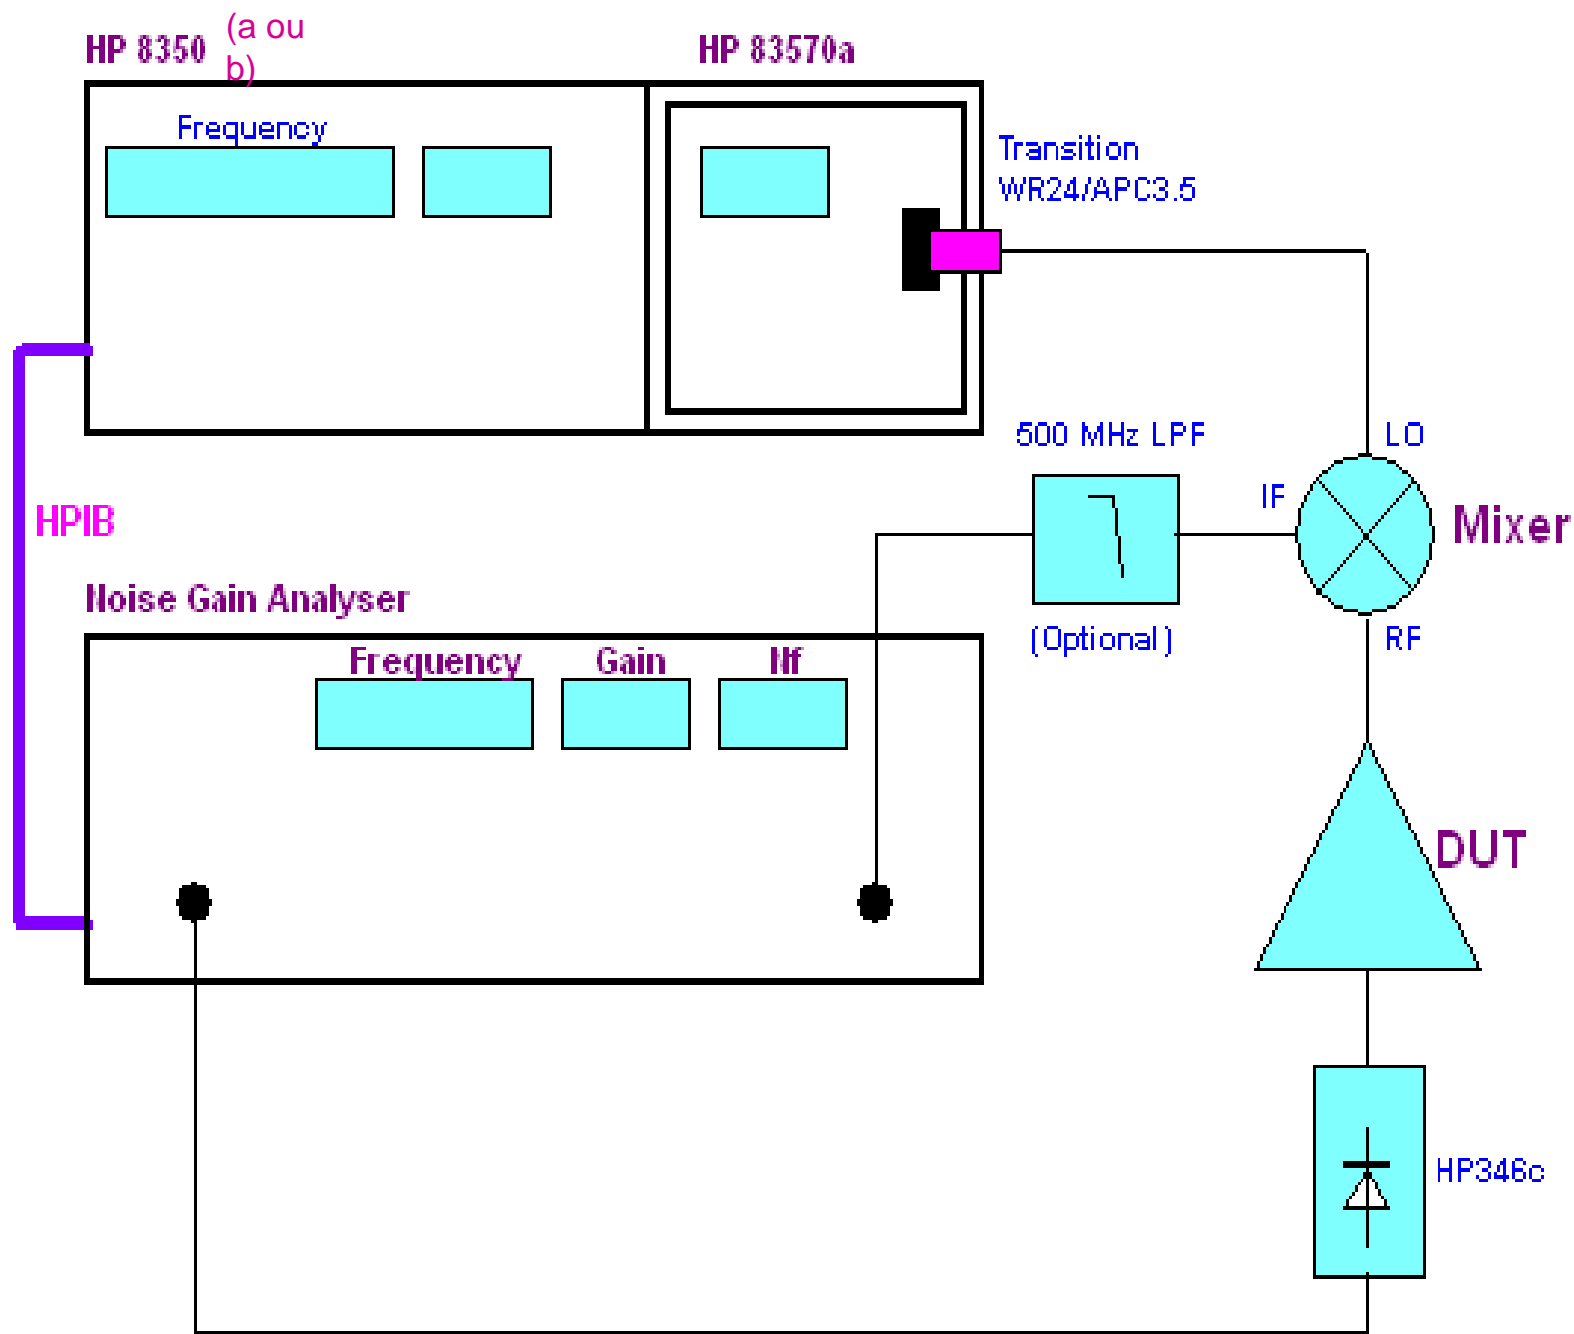 HP 8350 (a ou
b)
HP 83570a
Frequency
Transition
WR24/APC3.5
500 MHz LPF
LO
IF
Mixer
HPIB
Noise Gain Analyser
(Optional)
RF
Frequency Gain Nf
DUT
HP346c